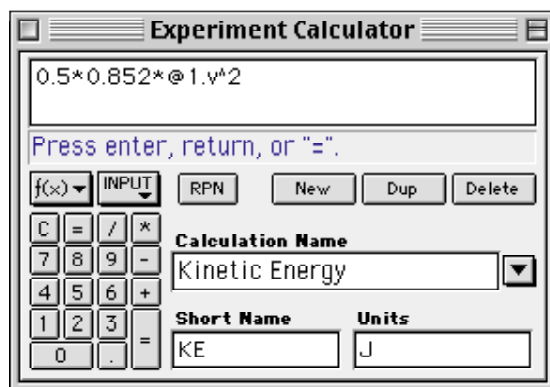 Experiment Calculator
0.5*0.852*@1.v^2
Press enter, return, or "=".
f(x) INPUT RPN New Dup Delete
C = / *
7 8 9 -
4 5 6 +
1 2 3 =
0 .
Calculation Name
Kinetic Energy
Short Name Units
KE J